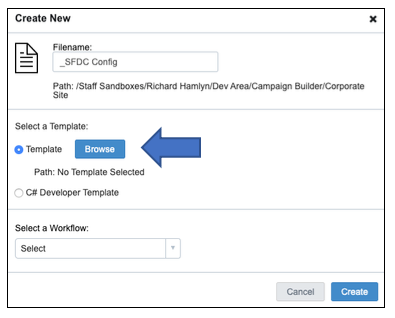 Create New
Filename:
_SFDC Config
Path: /Staff Sandboxes/Richard Hamlyn/Dev Area/Campaign Builder/Corporate
Site
Select a Template:
Template Browse
Path: No Template Selected
C# Developer Template
Select a Workflow:
Select
Cancel Create